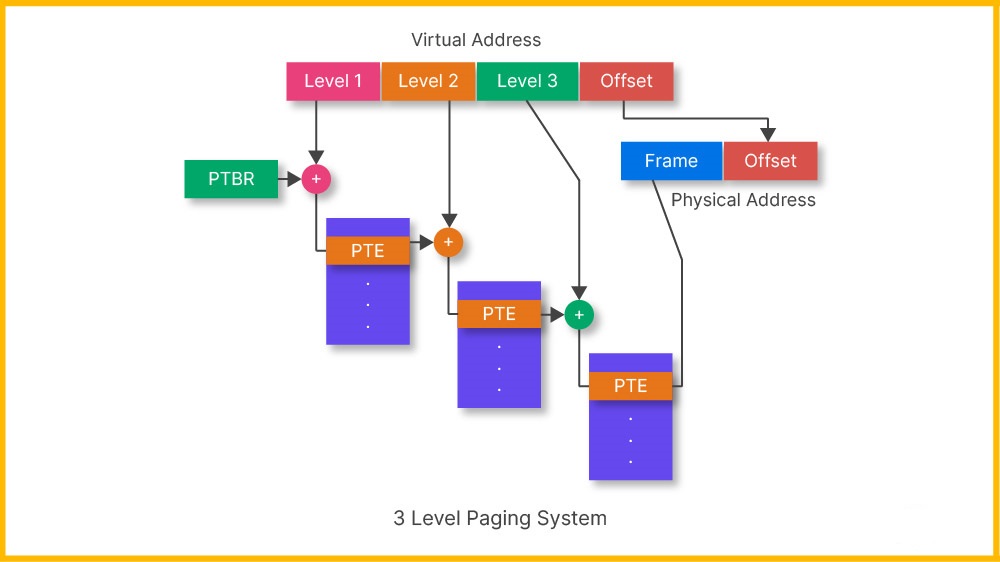 Virtual Address
Level 1 Level 2 Level 3 Offset
Frame Offset
PTBR +
Physical Address
PTE +
PTE +
PTE
3 Level Paging System